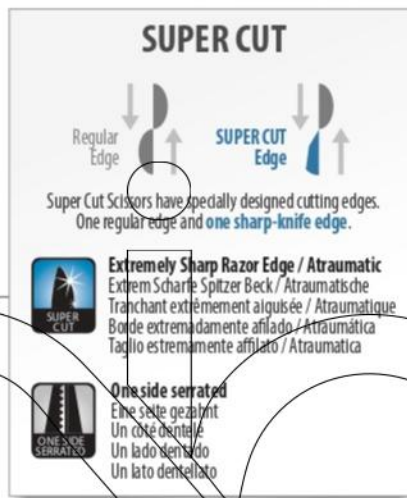 SUPER CUT
Regular
Edge
SUPER CUT
Edge
Super Cut Scissors have specially designed cutting edges.
One regular edge and one sharp-knife edge.
SUPER
CUT
Extremely Sharp Razor Edge / Atraumatic
Extrem Scharfe Spitzer Beck / Atraumatische
Tranchant extrêmement aiguisée / Atraumatique
Borde extremadamente afilado / Atraumática
Taglio estremamente affilato / Atraumatica
ONE SIDE
SERRATED
One side serrated
Eine seite gezahnt
Un côté dentelé
Un lado dentado
Un lato dentellato